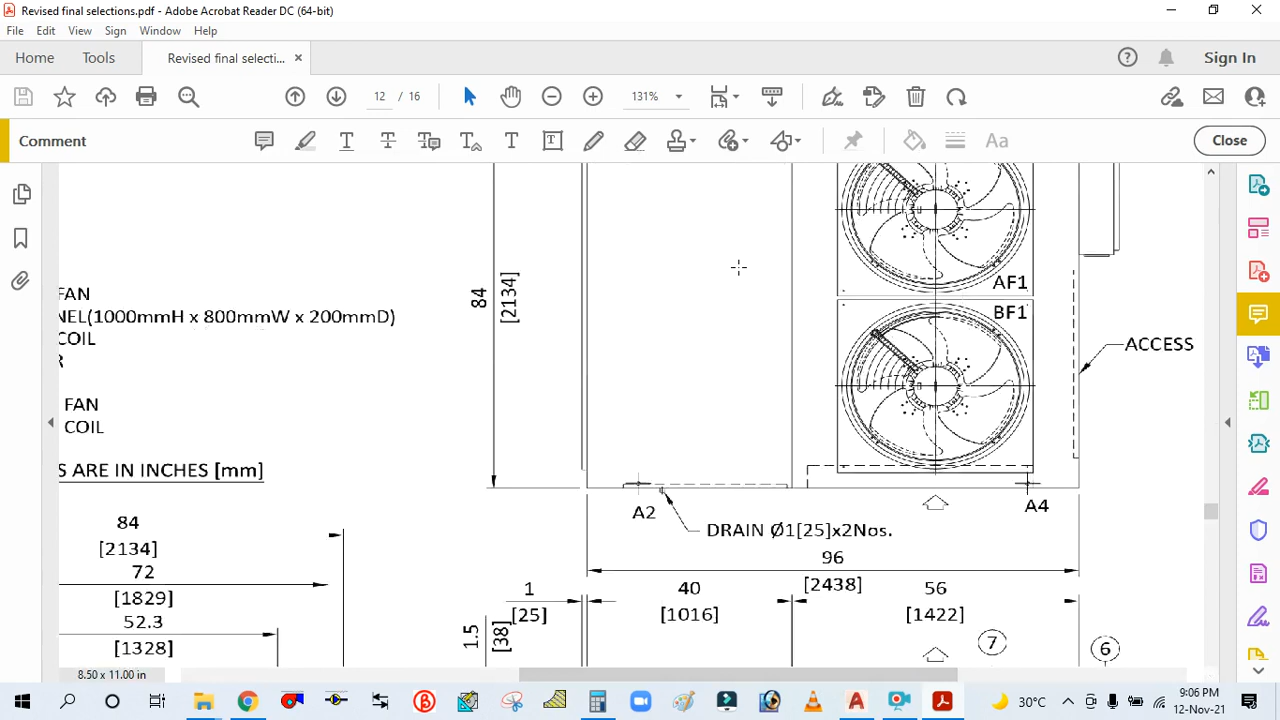 Revised final selections.pdf - Adobe Acrobat Reader DC (64-bit)
File Edit View Sign Window Help
Home Tools Revised final selecti... Sign In
12 / 16 131%
Comment Close
FAN
NEL(1000mmH x 800mmW x 200mmD)
COIL
R
FAN
COIL
S ARE IN INCHES [mm]
84
[2134]
AF1
BF1
ACCESS
A2
A4
DRAIN Ø1[25]x2Nos.
84
[2134]
72
[1829]
52.3
[1328]
96
[2438]
1
[25]
40
[1016]
56
[1422]
1.5
[38]
7
6
8.50 x 11.00 in
30°C
9:06 PM
12-Nov-21